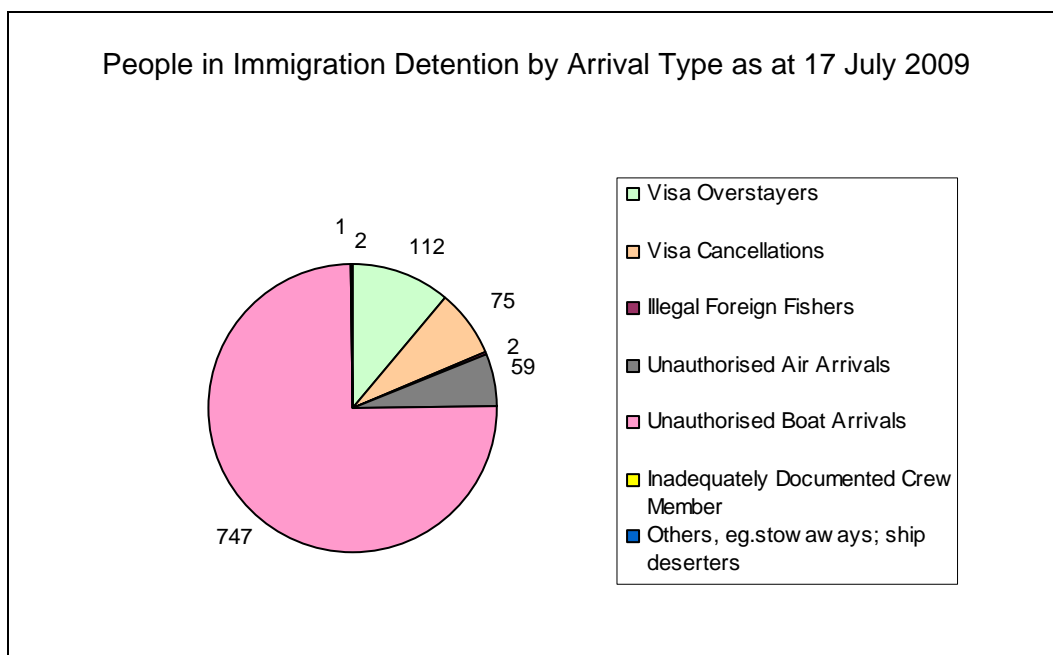 People in Immigration Detention by Arrival Type as at 17 July 2009
1
2
112
75
2
59
747
Visa Overstayers
Visa Cancellations
Illegal Foreign Fishers
Unauthorised Air Arrivals
Unauthorised Boat Arrivals
Inadequately Documented Crew
Member
Others, eg.stow aw ays; ship
deserters